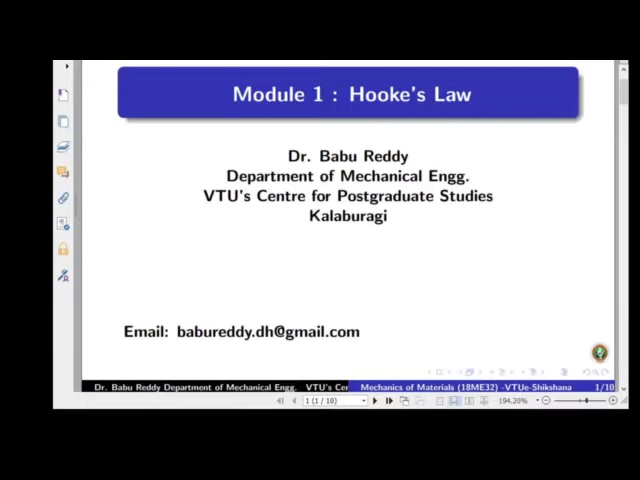 Module 1 : Hooke's Law
Dr. Babu Reddy
Department of Mechanical Engg.
VTU's Centre for Postgraduate Studies
Kalaburagi
Email: babureddy.dh@gmail.com
Dr. Babu Reddy Department of Mechanical Engg. VTU's Cer Mechanics of Materials (18ME32) -VTUe-Shikshana 1/10
1 (1 / 10) 194.20%